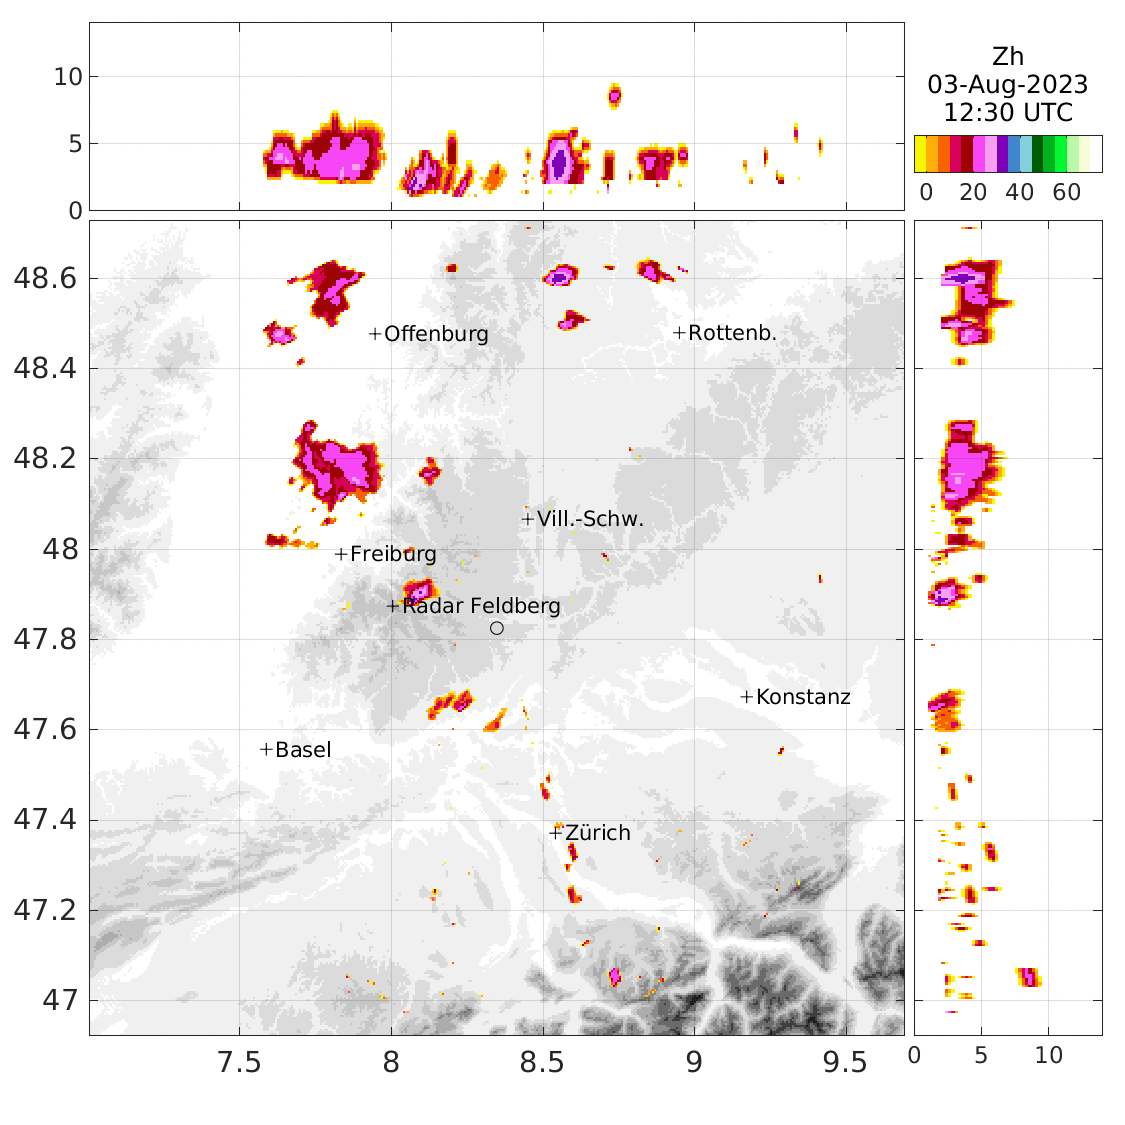 Zh
03-Aug-2023
12:30 UTC
0 20 40 60
10
5
0
48.6
48.4
48.2
48
47.8
47.6
47.4
47.2
47
Offenburg
Rottenb.
Vill.-Schw.
Freiburg
Radar Feldberg
Konstanz
Basel
Zürich
7.5 8 8.5 9 9.5
0 5 10